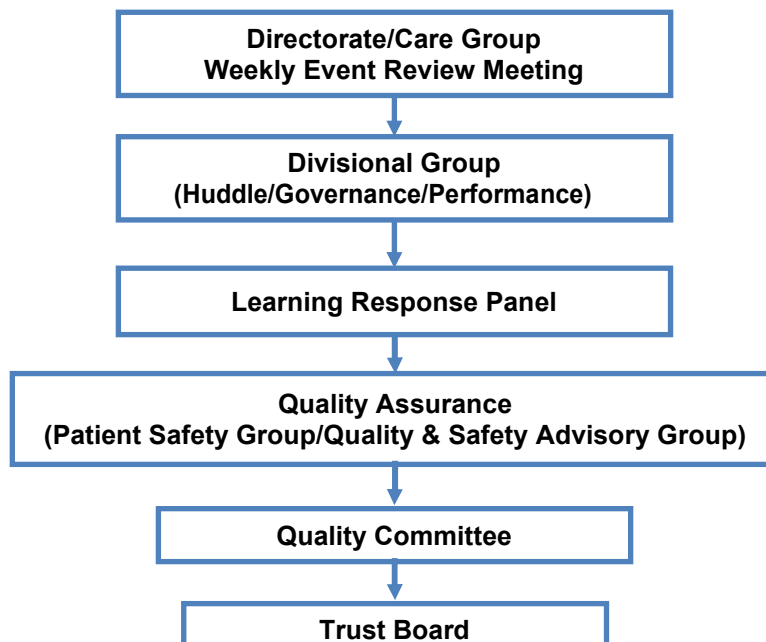 Directorate/Care Group
Weekly Event Review Meeting
Divisional Group
(Huddle/Governance/Performance)
Learning Response Panel
Quality Assurance
(Patient Safety Group/Quality & Safety Advisory Group)
Quality Committee
Trust Board